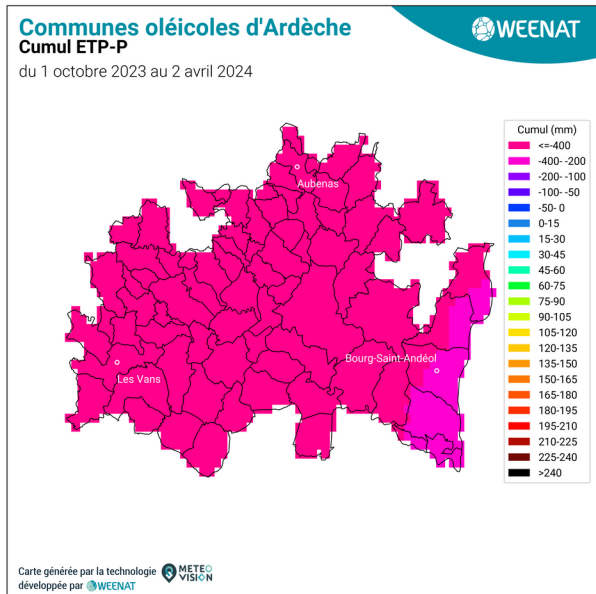 Communes oléicoles d'Ardèche
Cumul ETP-P
du 1 octobre 2023 au 2 avril 2024
WEENAT
Aubenas
Bourg-Saint-Andéol
Les Vans
Cumul (mm)
<=-400
-400- -200
-200- -100
-100- -50
-50- 0
0-15
15-30
30-45
45-60
60-75
75-90
90-105
105-120
120-135
135-150
150-165
165-180
180-195
195-210
210-225
225-240
>240
Carte générée par la technologie METEO VISION
développée par WEENAT